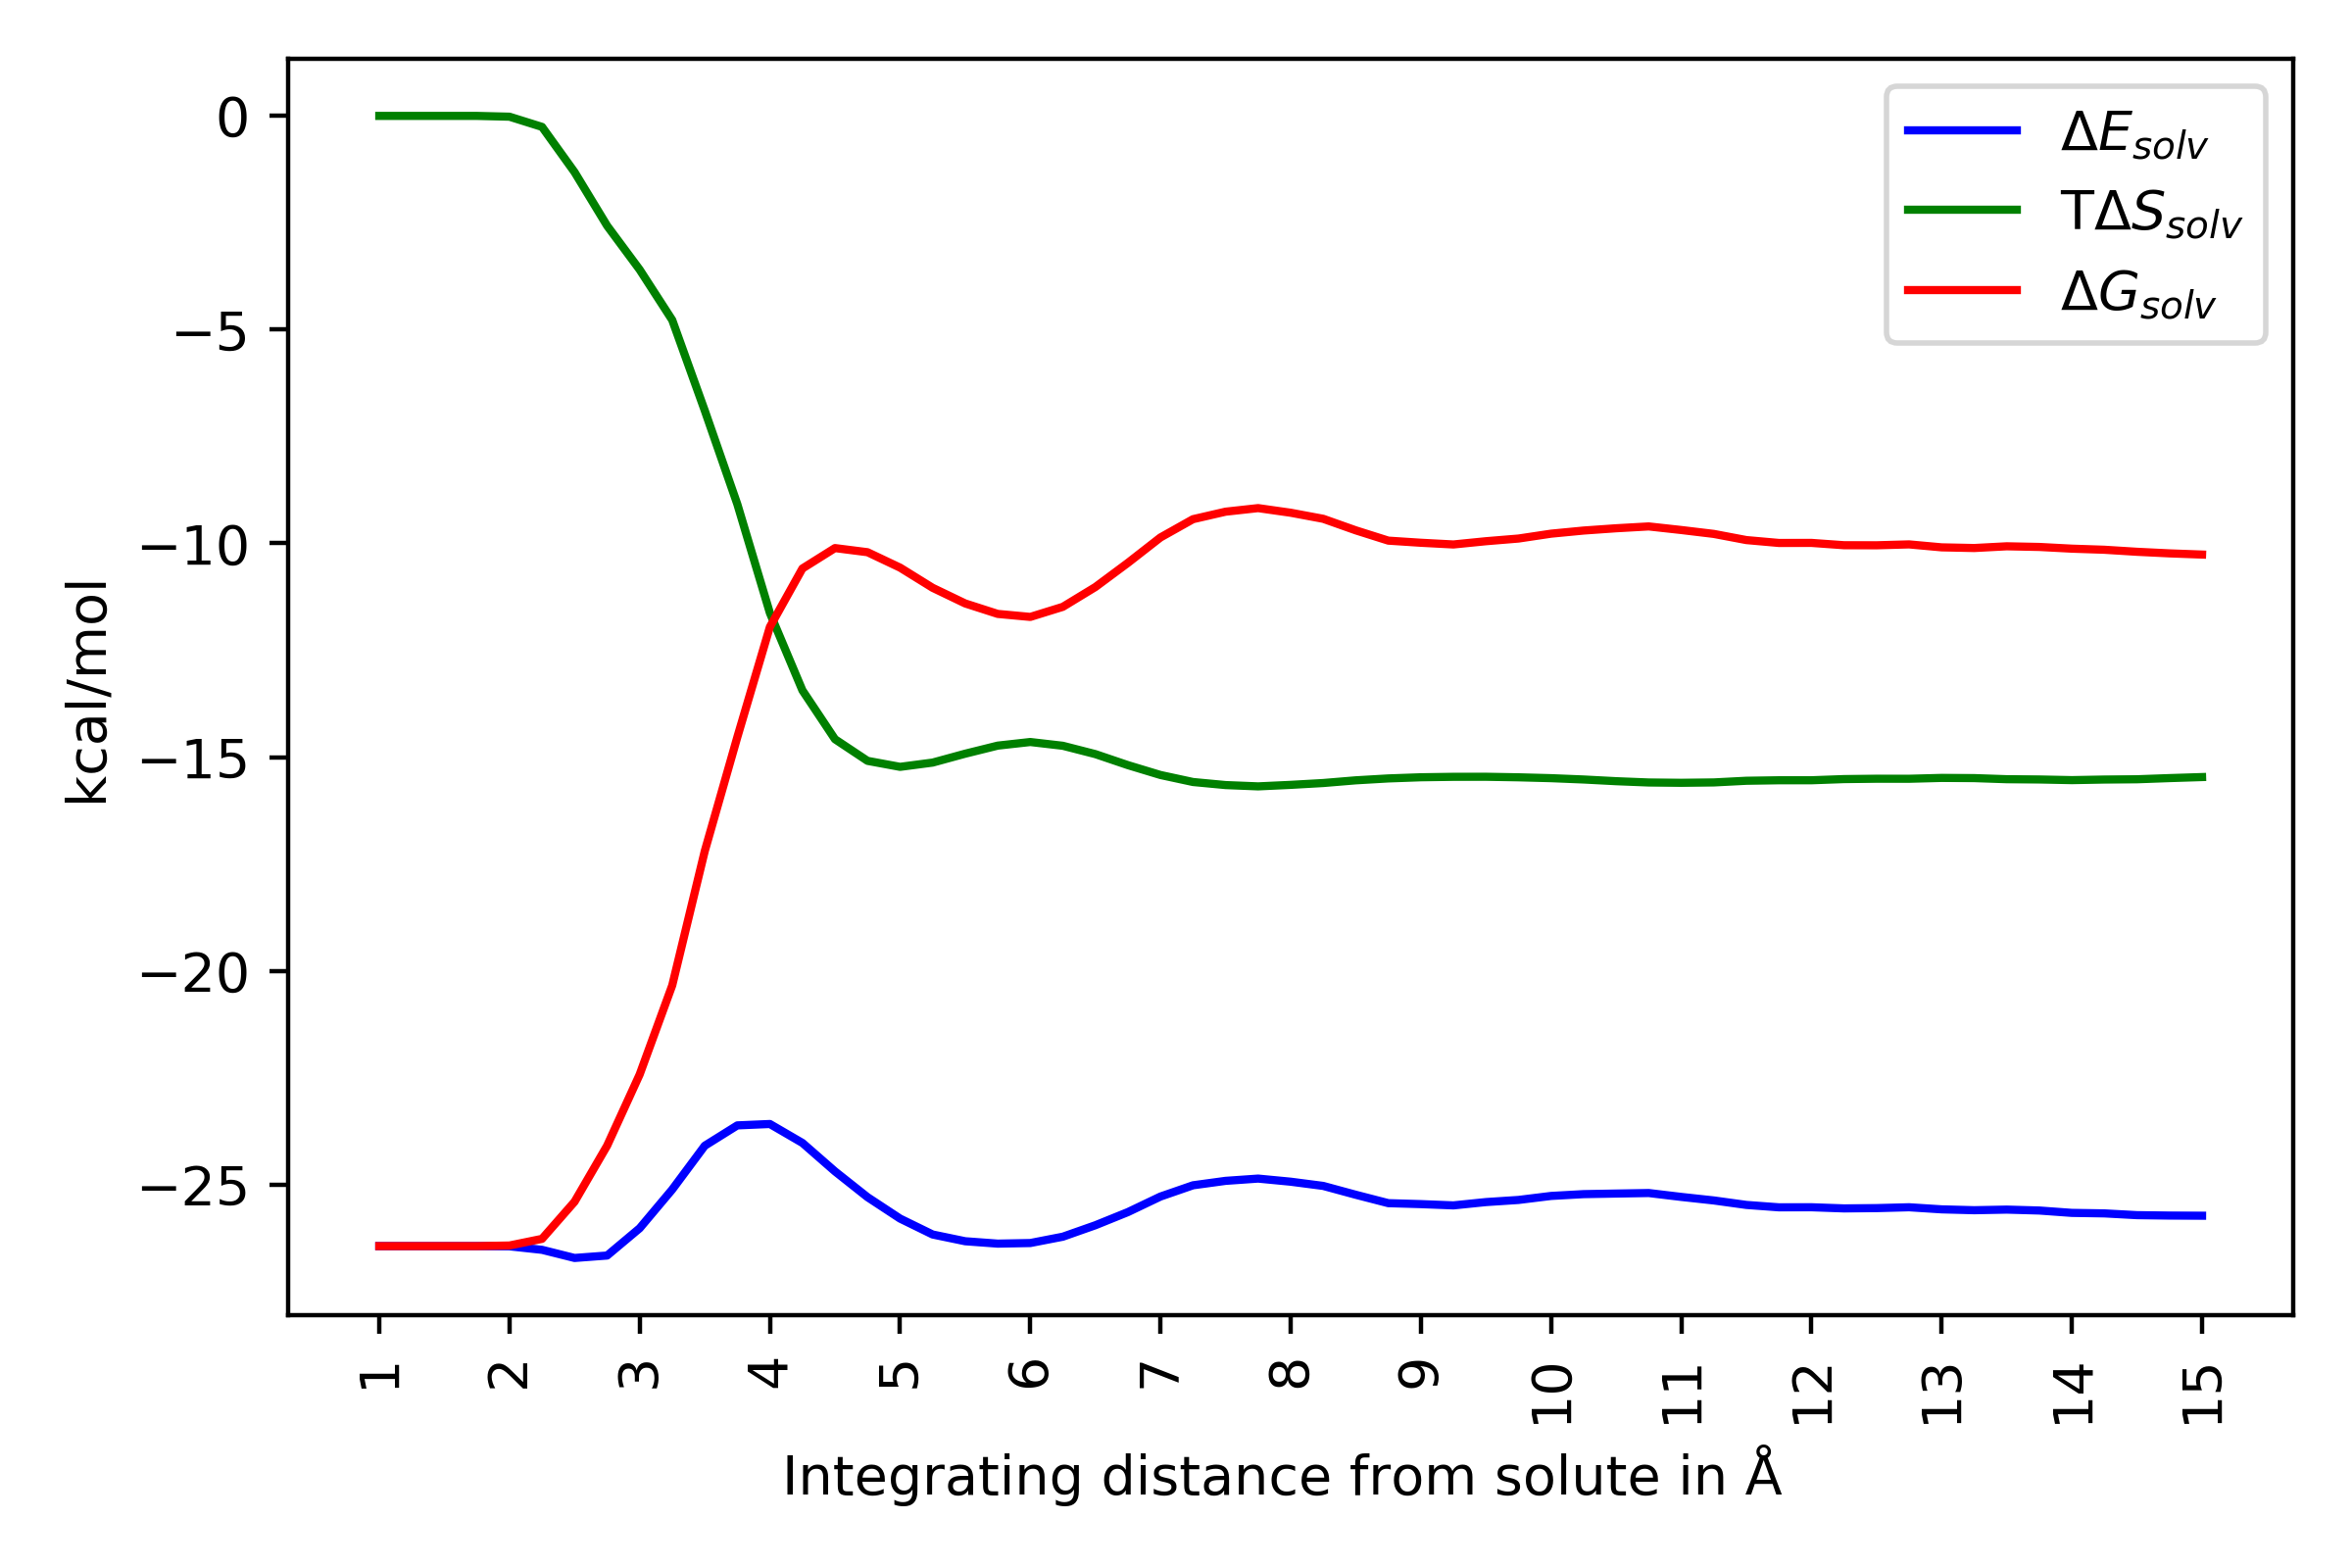 ΔE_solv
TΔS_solv
ΔG_solv
0
−5
−10
−15
−20
−25
kcal/mol
1 2 3 4 5 6 7 8 9 10 11 12 13 14 15
Integrating distance from solute in Å